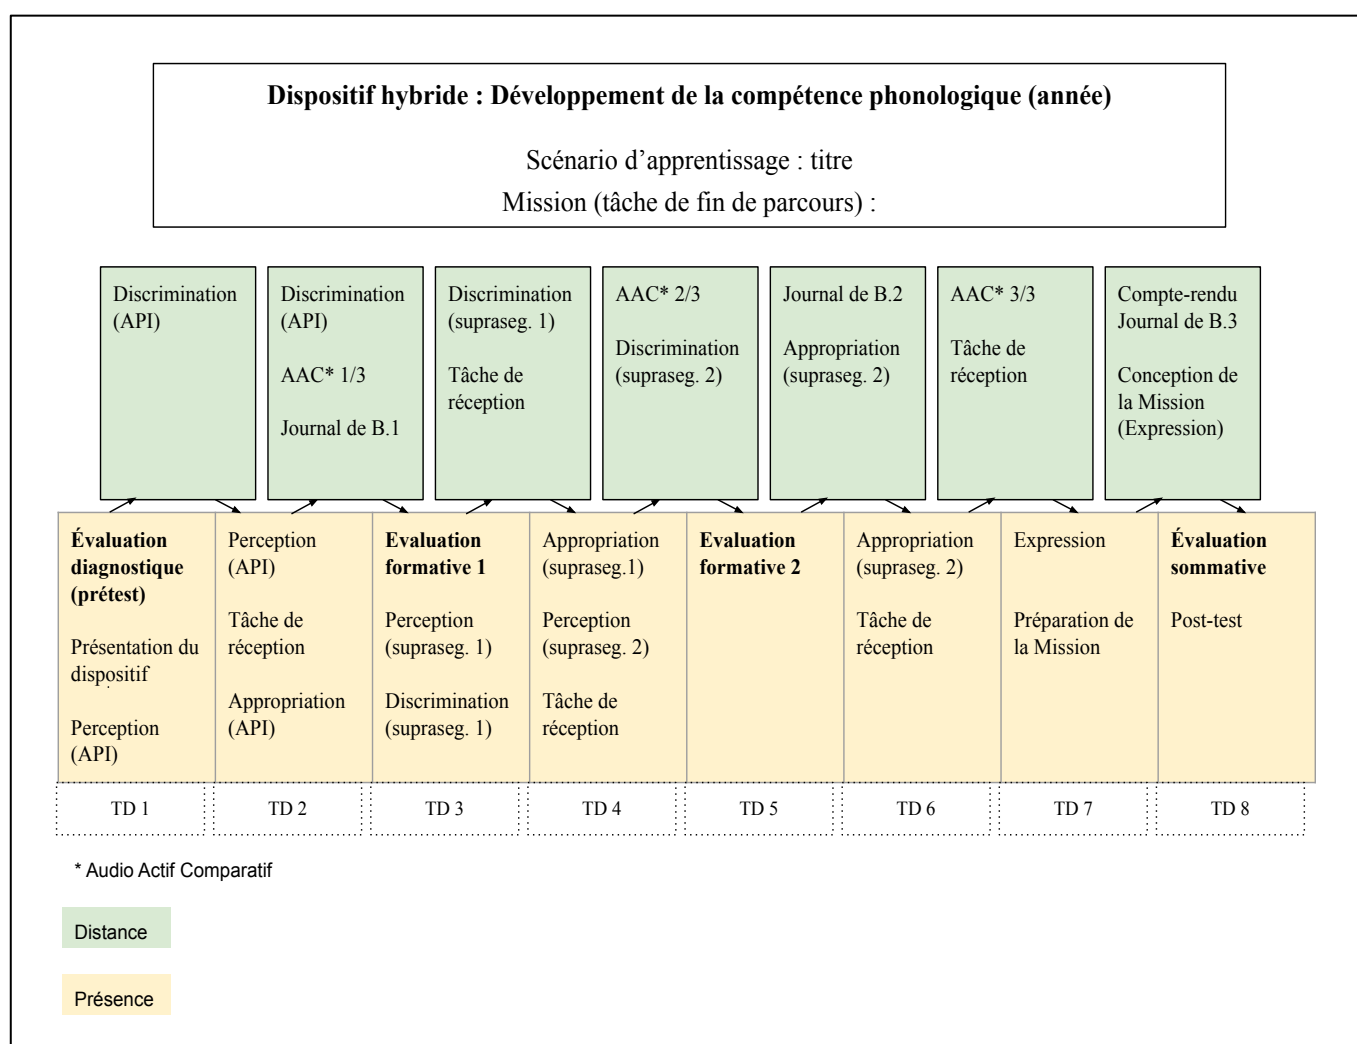 Dispositif hybride : Développement de la compétence phonologique (année)
Scénario d'apprentissage : titre
Mission (tâche de fin de parcours) :
Discrimination
(API)
Discrimination
(API)
AAC* 1/3
Journal de B.1
Discrimination
(supraseg. 1)
Tâche de
réception
AAC* 2/3
Discrimination
(supraseg. 2)
Journal de B.2
Appropriation
(supraseg. 2)
AAC* 3/3
Tâche de
réception
Compte-rendu
Journal de B.3
Conception de
la Mission
(Expression)
Évaluation
diagnostique
(prétest)
Présentation du
dispositif
Perception
(API)
Perception
(API)
Tâche de
réception
Appropriation
(API)
Evaluation
formative 1
Perception
(supraseg. 1)
Discrimination
(supraseg. 1)
Appropriation
(supraseg.1)
Perception
(supraseg. 2)
Tâche de
réception
Evaluation
formative 2
Appropriation
(supraseg. 2)
Tâche de
réception
Expression
Préparation de
la Mission
Évaluation
sommative
Post-test
TD 1
TD 2
TD 3
TD 4
TD 5
TD 6
TD 7
TD 8
* Audio Actif Comparatif
Distance
Présence